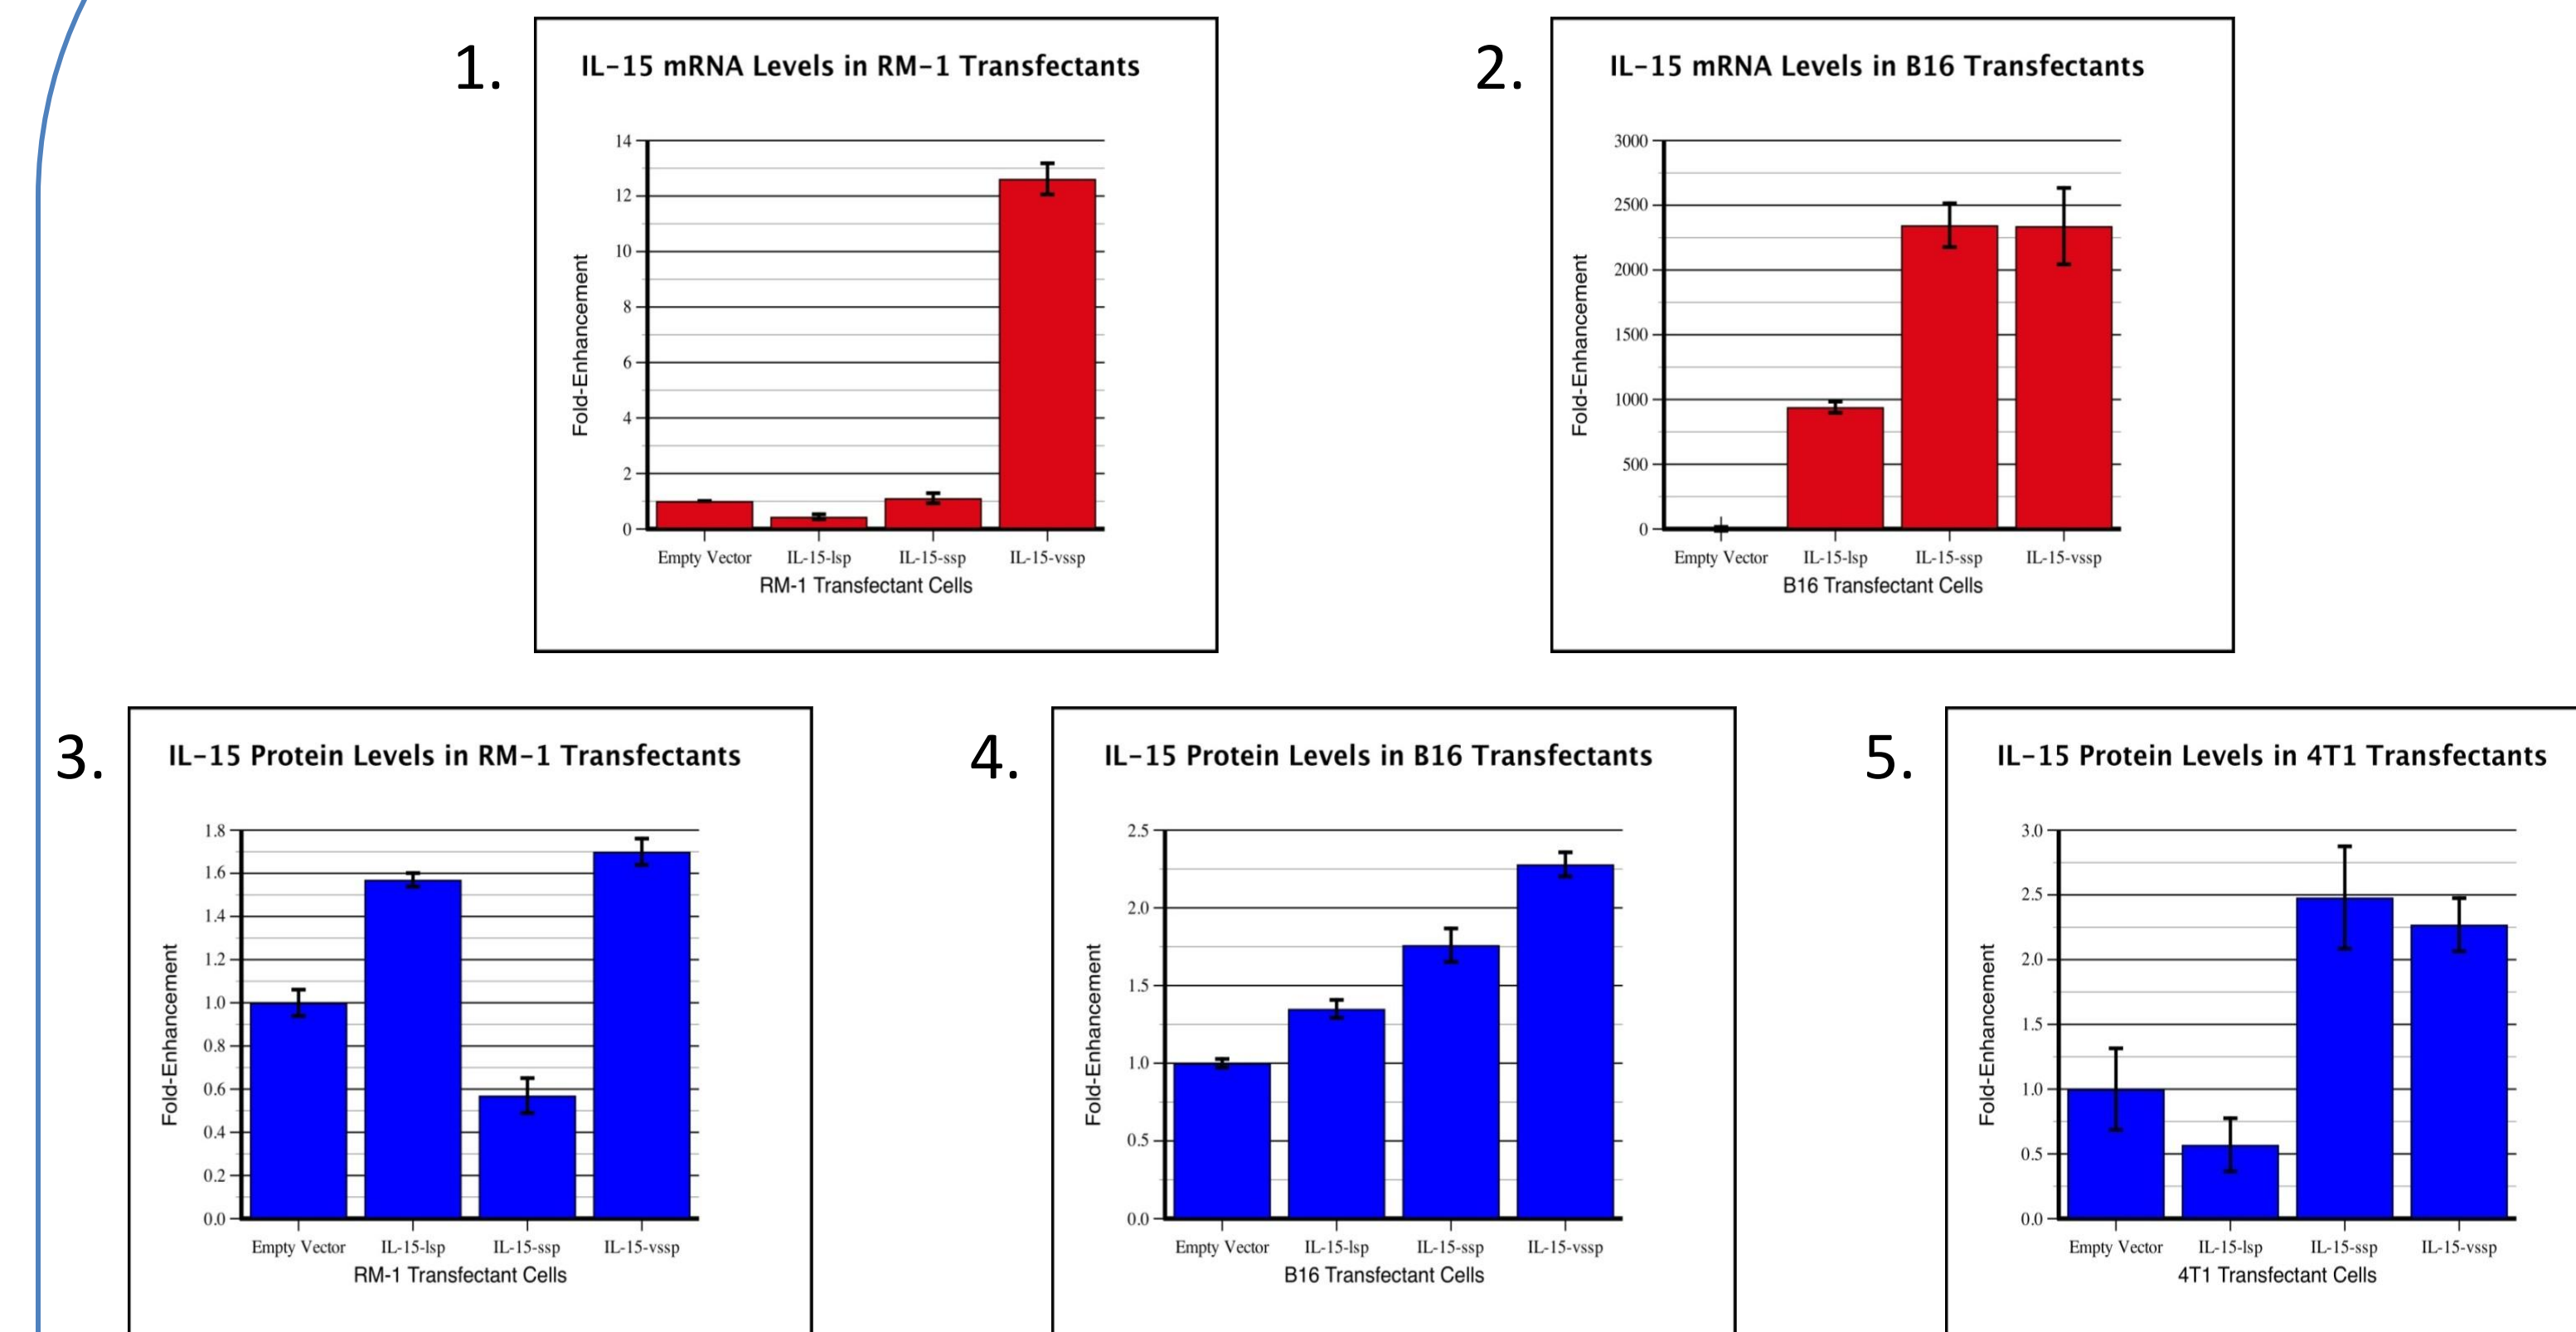 1.
IL-15 mRNA Levels in RM-1 Transfectants
14
12
10
8
6
4
2
0
Fold-Enhancement
Empty Vector IL-15-lsp IL-15-ssp IL-15-vssp
RM-1 Transfectant Cells
2.
IL-15 mRNA Levels in B16 Transfectants
3000
2500
2000
1500
1000
500
0
Fold-Enhancement
Empty Vector IL-15-lsp IL-15-ssp IL-15-vssp
B16 Transfectant Cells
3.
IL-15 Protein Levels in RM-1 Transfectants
1.8
1.6
1.4
1.2
1.0
0.8
0.6
0.4
0.2
0.0
Fold-Enhancement
Empty Vector IL-15-lsp IL-15-ssp IL-15-vssp
RM-1 Transfectant Cells
4.
IL-15 Protein Levels in B16 Transfectants
2.5
2.0
1.5
1.0
0.5
0.0
Fold-Enhancement
Empty Vector IL-15-lsp IL-15-ssp IL-15-vssp
B16 Transfectant Cells
5.
IL-15 Protein Levels in 4T1 Transfectants
3.0
2.5
2.0
1.5
1.0
0.5
0.0
Fold-Enhancement
Empty Vector IL-15-lsp IL-15-ssp IL-15-vssp
4T1 Transfectant Cells